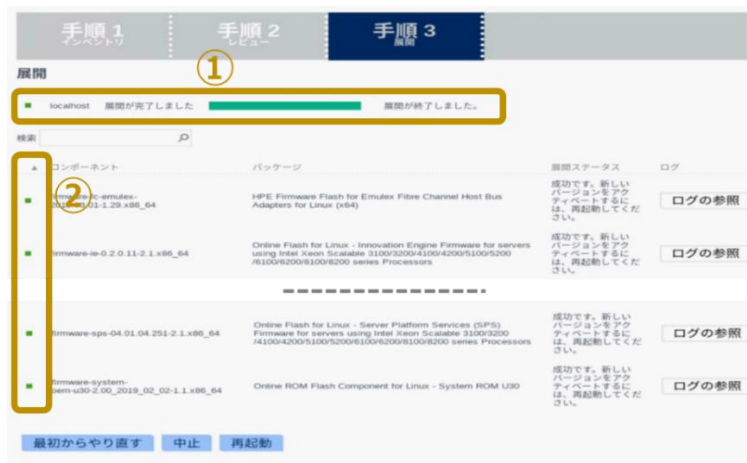 手順 1
インベントリ
手順 2
レビュー
手順 3
展開
展開
①
localhost 展開が完了しました 展開が終了しました。
検索
②
コンポーネント パッケージ 展開ステータス ログ
HPE Firmware Flash for Emulex Fibre Channel Host Bus
Adapters for Linux (x64)
成功です。新しい
バージョンをアク
ティベートするに
は、再起動してくだ
さい。
ログの参照
firmware-ie-0.2.0.11-2.1.x86_64
Online Flash for Linux - Innovation Engine Firmware for servers
using Intel Xeon Scalable 3100/3200/4100/4200/5100/5200
/6100/6200/8100/8200 series Processors
成功です。新しい
バージョンをアク
ティベートするに
は、再起動してくだ
さい。
ログの参照
firmware-sps-04.01.04.251-2.1.x86_64
Online Flash for Linux - Server Platform Services (SPS)
Firmware for servers using Intel Xeon Scalable 3100/3200
/4100/4200/5100/5200/6100/6200/8100/8200 series Processors
成功です。新しい
バージョンをアク
ティベートするに
は、再起動してくだ
さい。
ログの参照
firmware-system-
oem-u30-2.00_2019_02_02-1.1.x86_64
Online ROM Flash Component for Linux - System ROM U30
成功です。新しい
バージョンをアク
ティベートするに
は、再起動してくだ
さい。
ログの参照
最初からやり直す 中止 再起動